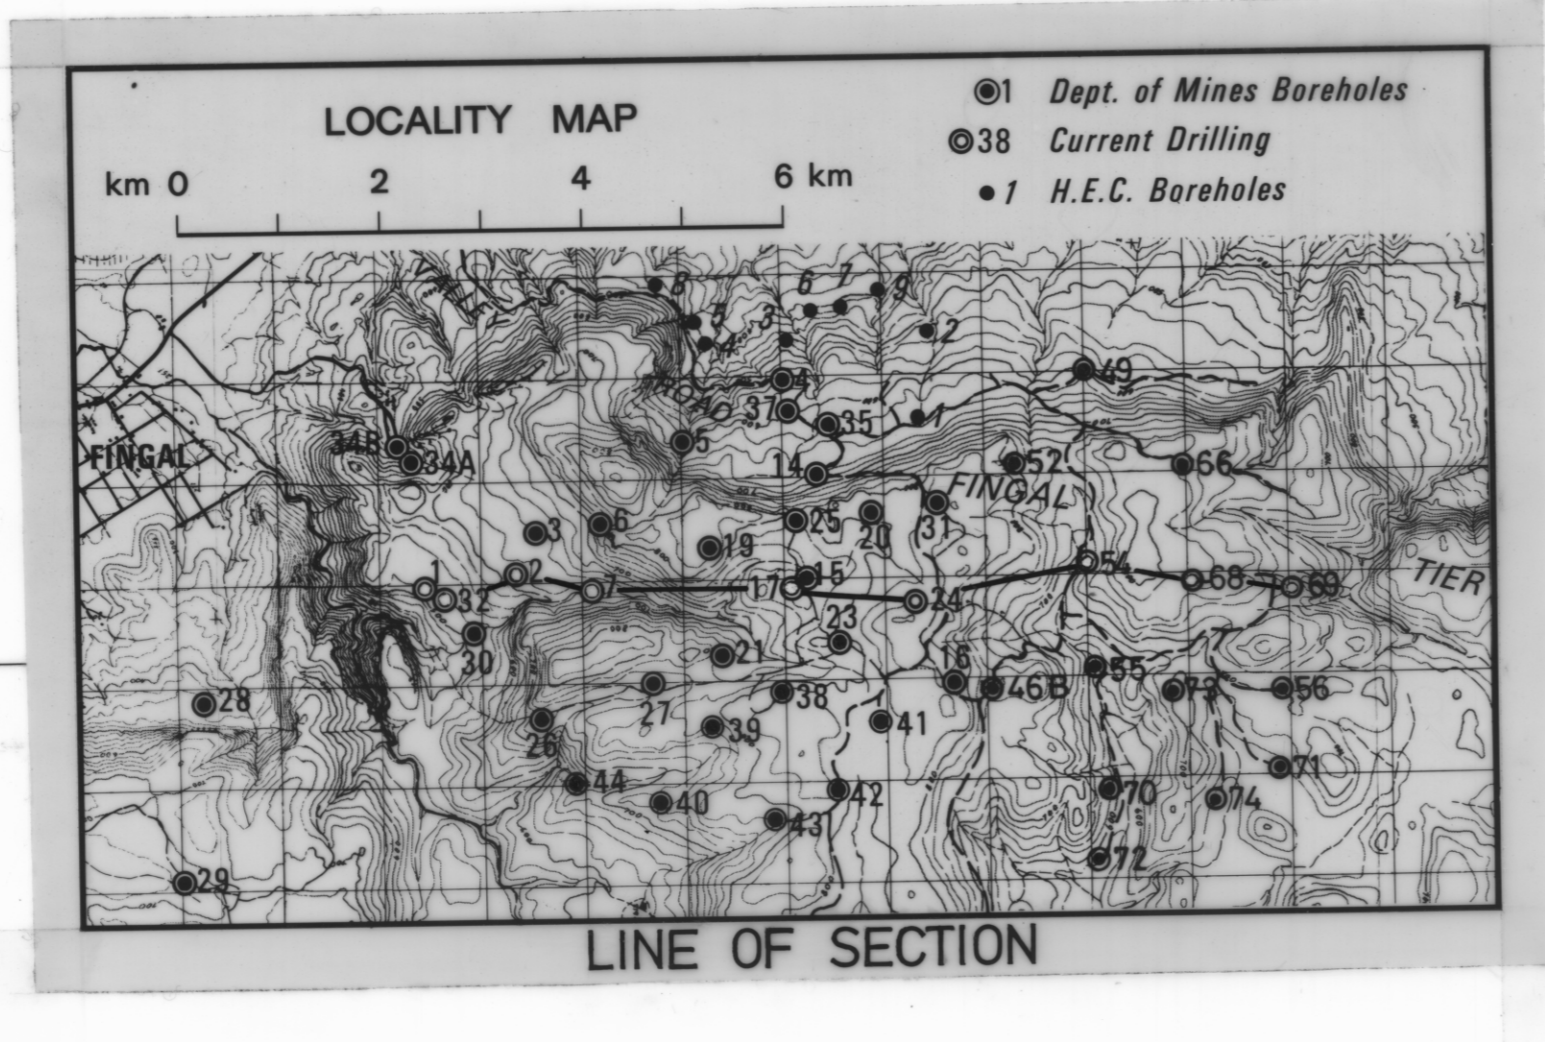 LOCALITY MAP
km 0 2 4 6 km
1 Dept. of Mines Boreholes
38 Current Drilling
1 H.E.C. Boreholes
8
6 7 9
5 3
4 2
4 49
37 35 1
FINGAL
34B 5
34A 14 52 66
FINGAL
3 6 25 20 31
19
1 2 7 17 15 54 68 69
TIER
32 24
23
30 21 16 55
28 27 38 46B 73 56
26 39 41
71
44 40 42 70 74
43
72
29
LINE OF SECTION